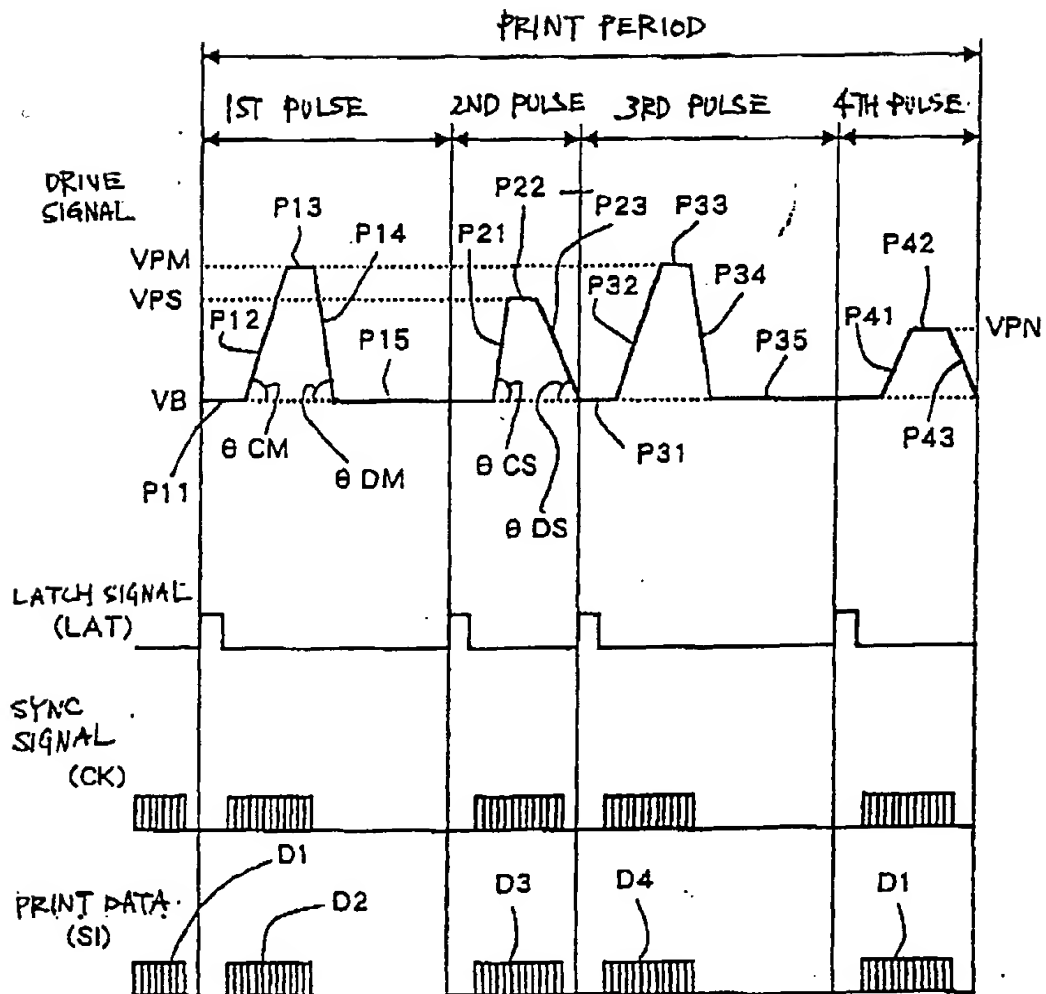 PRINT PERIOD
1ST PULSE 2ND PULSE 3RD PULSE 4TH PULSE
DRIVE
SIGNAL
P13
P14
P21
P22
P23
P33
P32
P34
P42
P41
VPM
VPS
P12
P15
P35
VPN
VB
P11
θ CM
θ DM
θ CS
θ DS
P31
P43
LATCH SIGNAL
(LAT)
SYNC
SIGNAL
(CK)
D1
D2
D3
D4
D1
PRINT DATA
(SI)